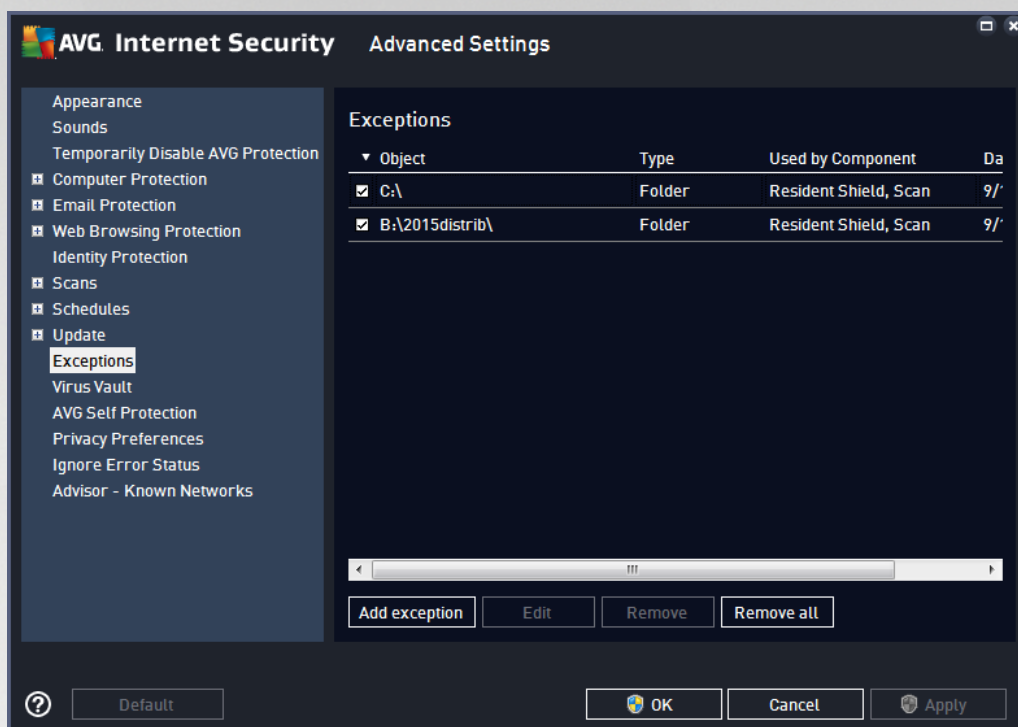 AVG. Internet Security Advanced Settings
Appearance
Sounds
Temporarily Disable AVG Protection
Computer Protection
Email Protection
Web Browsing Protection
Identity Protection
Scans
Schedules
Update
Exceptions
Virus Vault
AVG Self Protection
Privacy Preferences
Ignore Error Status
Advisor - Known Networks
Exceptions
Object Type Used by Component Da
C:\ Folder Resident Shield, Scan 9/
B:\2015distrib\ Folder Resident Shield, Scan 9/
Add exception Edit Remove Remove all
? Default OK Cancel Apply